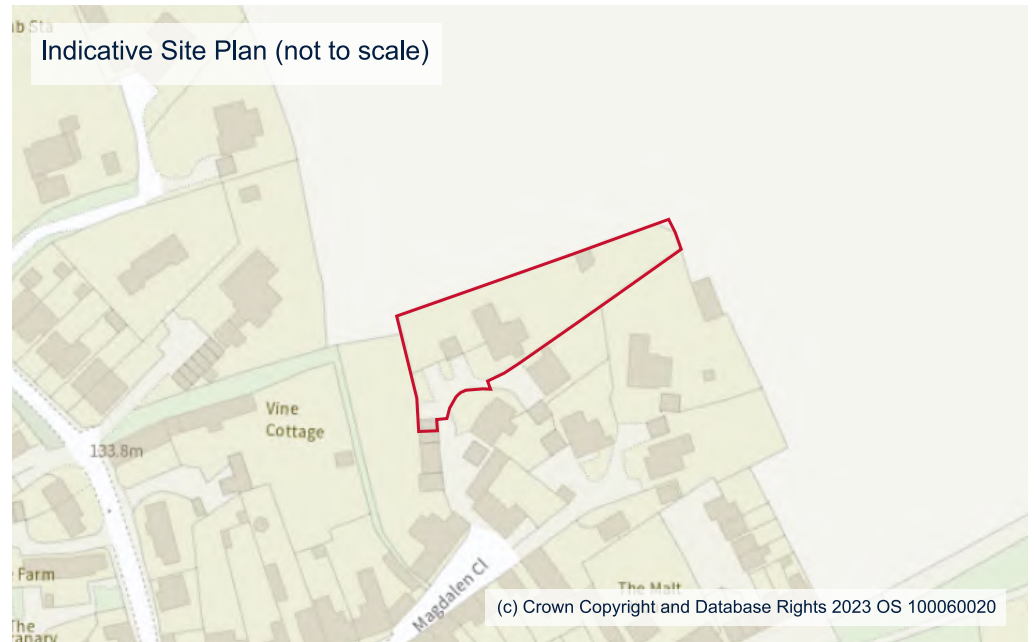 Indicative Site Plan (not to scale)
Vine
Cottage
133.8m
Farm
The
Magdalen Cl
The Malt
(c) Crown Copyright and Database Rights 2023 OS 100060020